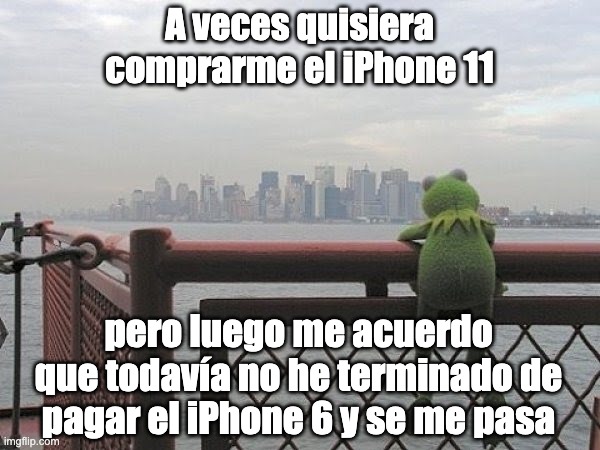 A veces quisiera
comprarme el iPhone 11
pero luego me acuerdo
que todavía no he terminado de
pagar el iPhone 6 y se me pasa
imgflip.com